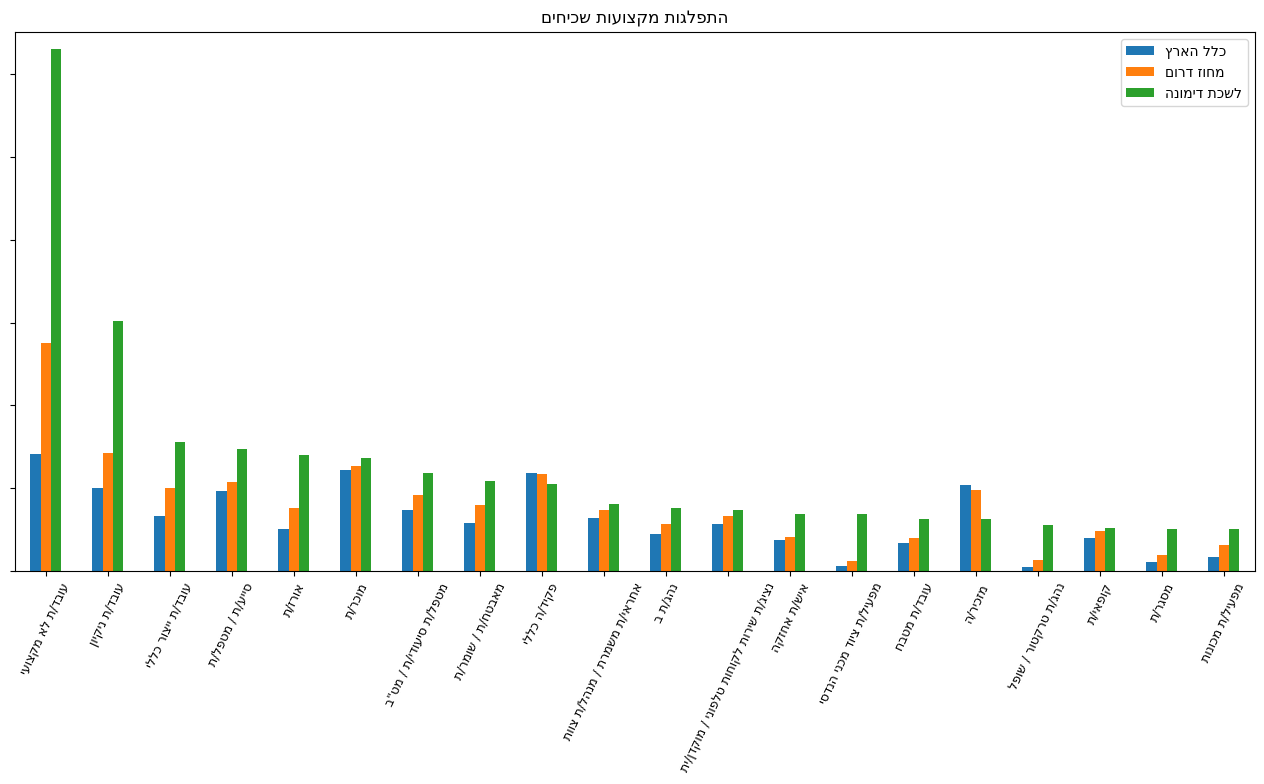 התפלגות מקצועות שכיחים
כלל הארץ
מחוז דרום
לשכת דימונה
עובד/ת לא מקצועי
עובד/ת ניקיון
עובד/ת ייצור כללי
סייע/ת / מטפל/ת
אורז/ת
מוכר/ת
מטפל/ת סיעודי/ת / מט"ב
מאבטח/ת / שומר/ת
פקיד/ה כללי
אחראי/ת משמרת / מנהל/ת צוות
נהג/ת ב
נציג/ת שירות לקוחות טלפוני / מוקדן/ית
איש/ת אחזקה
מפעיל/ת ציוד מכני הנדסי
עובד/ת מטבח
מזכיר/ה
נהג/ת טרקטור / שופל
קופאי/ת
מסגר/ת
מפעיל/ת מכונות